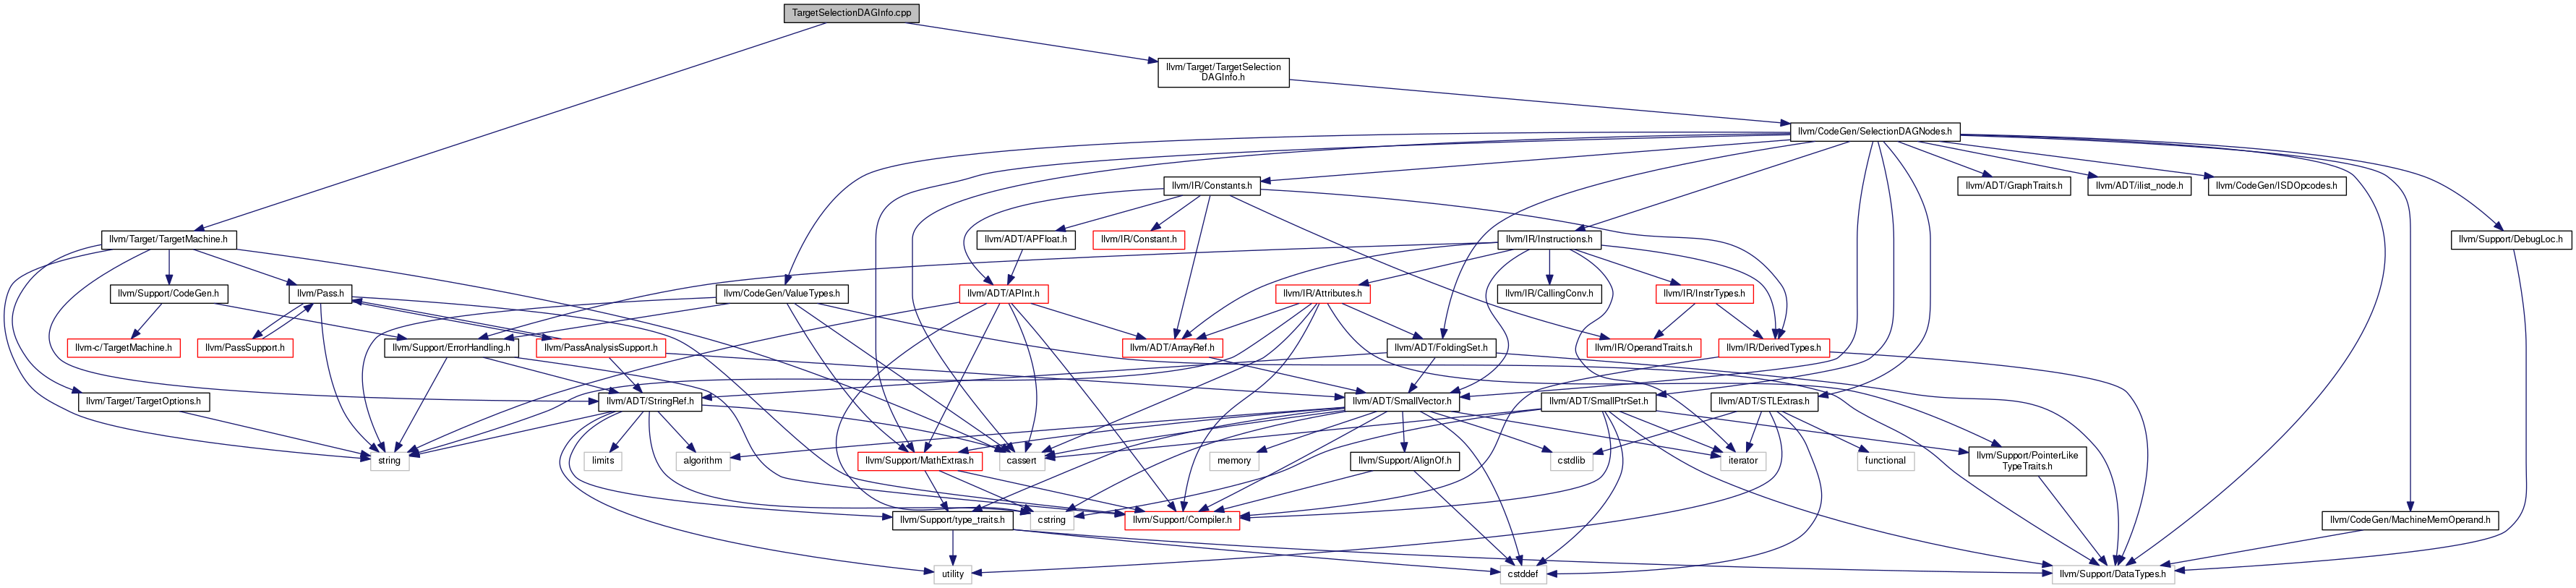 TargetSelectionDAGInfo.cpp
llvm/Target/TargetSelection
DAGInfo.h
llvm/CodeGen/SelectionDAGNodes.h
llvm/IR/Constants.h
llvm/ADT/GraphTraits.h
llvm/ADT/ilist_node.h
llvm/CodeGen/ISDOpcodes.h
llvm/Target/TargetMachine.h
llvm/ADT/APFloat.h
llvm/IR/Constant.h
llvm/IR/Instructions.h
llvm/Support/DebugLoc.h
llvm/Support/CodeGen.h
llvm/Pass.h
llvm/CodeGen/ValueTypes.h
llvm/ADT/APInt.h
llvm/IR/Attributes.h
llvm/IR/CallingConv.h
llvm/IR/InstrTypes.h
llvm-c/TargetMachine.h
llvm/PassSupport.h
llvm/Support/ErrorHandling.h
llvm/PassAnalysisSupport.h
llvm/ADT/ArrayRef.h
llvm/ADT/FoldingSet.h
llvm/IR/OperandTraits.h
llvm/IR/DerivedTypes.h
llvm/Target/TargetOptions.h
llvm/ADT/StringRef.h
llvm/ADT/SmallVector.h
llvm/ADT/SmallPtrSet.h
llvm/ADT/STLExtras.h
string
limits
algorithm
llvm/Support/MathExtras.h
cassert
memory
llvm/Support/AlignOf.h
cstdlib
iterator
functional
llvm/Support/PointerLike
TypeTraits.h
llvm/Support/type_traits.h
cstring
llvm/Support/Compiler.h
llvm/CodeGen/MachineMemOperand.h
utility
cstddef
llvm/Support/DataTypes.h